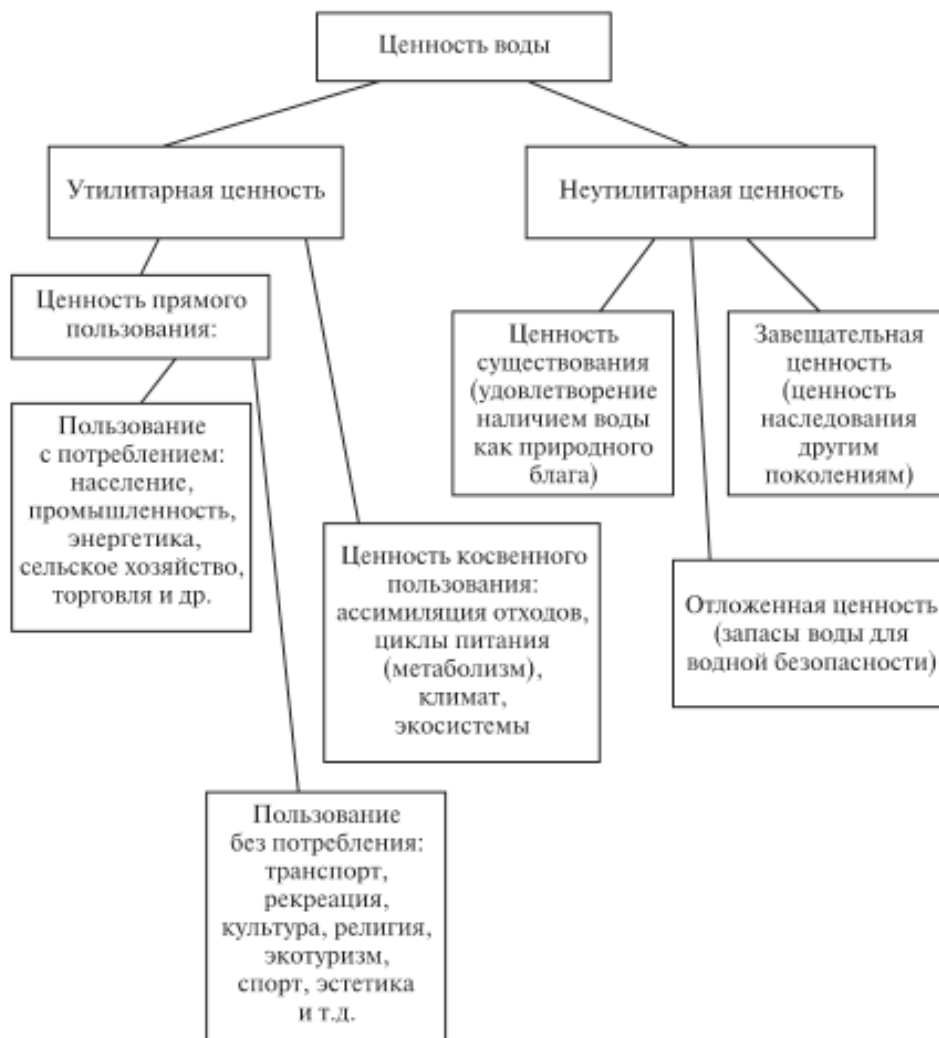 Ценность воды
Утилитарная ценность
Неутилитарная ценность
Ценность прямого
пользования:
Ценность
существования
(удовлетворение
наличием воды
как природного
блага)
Завещательная
ценность
(ценность
наследования
другим
поколениям)
Пользование
с потреблением:
население,
промышленность,
энергетика,
сельское хозяйство,
торговля и др.
Ценность косвенного
пользования:
ассимиляция отходов,
циклы питания
(метаболизм),
климат,
экосистемы
Отложенная ценность
(запасы воды для
водной безопасности)
Пользование
без потребления:
транспорт,
рекреация,
культура, религия,
экотуризм,
спорт, эстетика
и т.д.